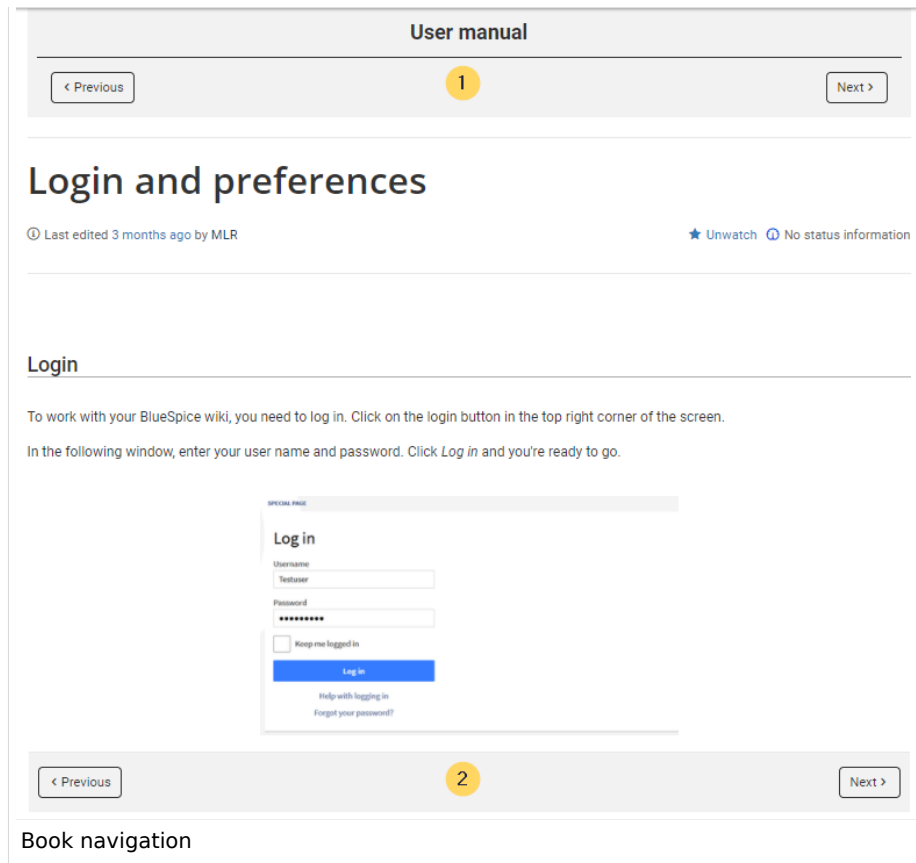 User manual
< Previous
1
Next >
Login and preferences
Last edited 3 months ago by MLR
Unwatch
No status information
Login
To work with your BlueSpice wiki, you need to log in. Click on the login button in the top right corner of the screen.
In the following window, enter your user name and password. Click Log in and you're ready to go.
SPECIAL PAGE
Log in
Username
Testuser
Password
•••••••••
Keep me logged in
Log in
Help with logging in
Forgot your password?
< Previous
2
Next >
Book navigation